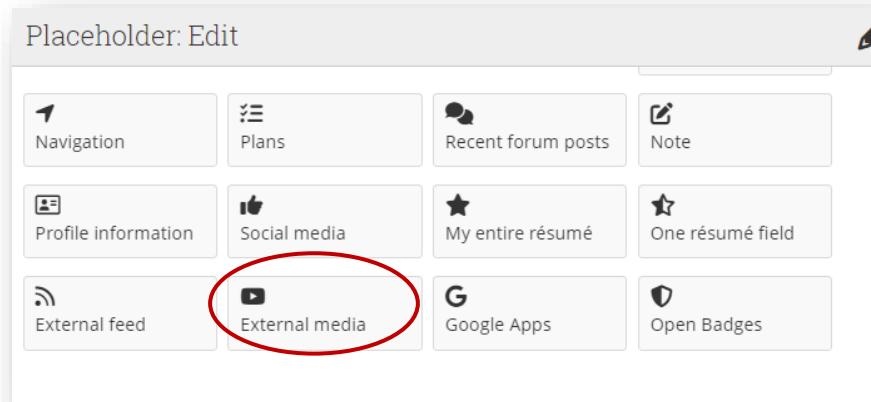 Placeholder: Edit
Navigation
Plans
Recent forum posts
Note
Profile information
Social media
My entire résumé
One résumé field
External feed
External media
Google Apps
Open Badges